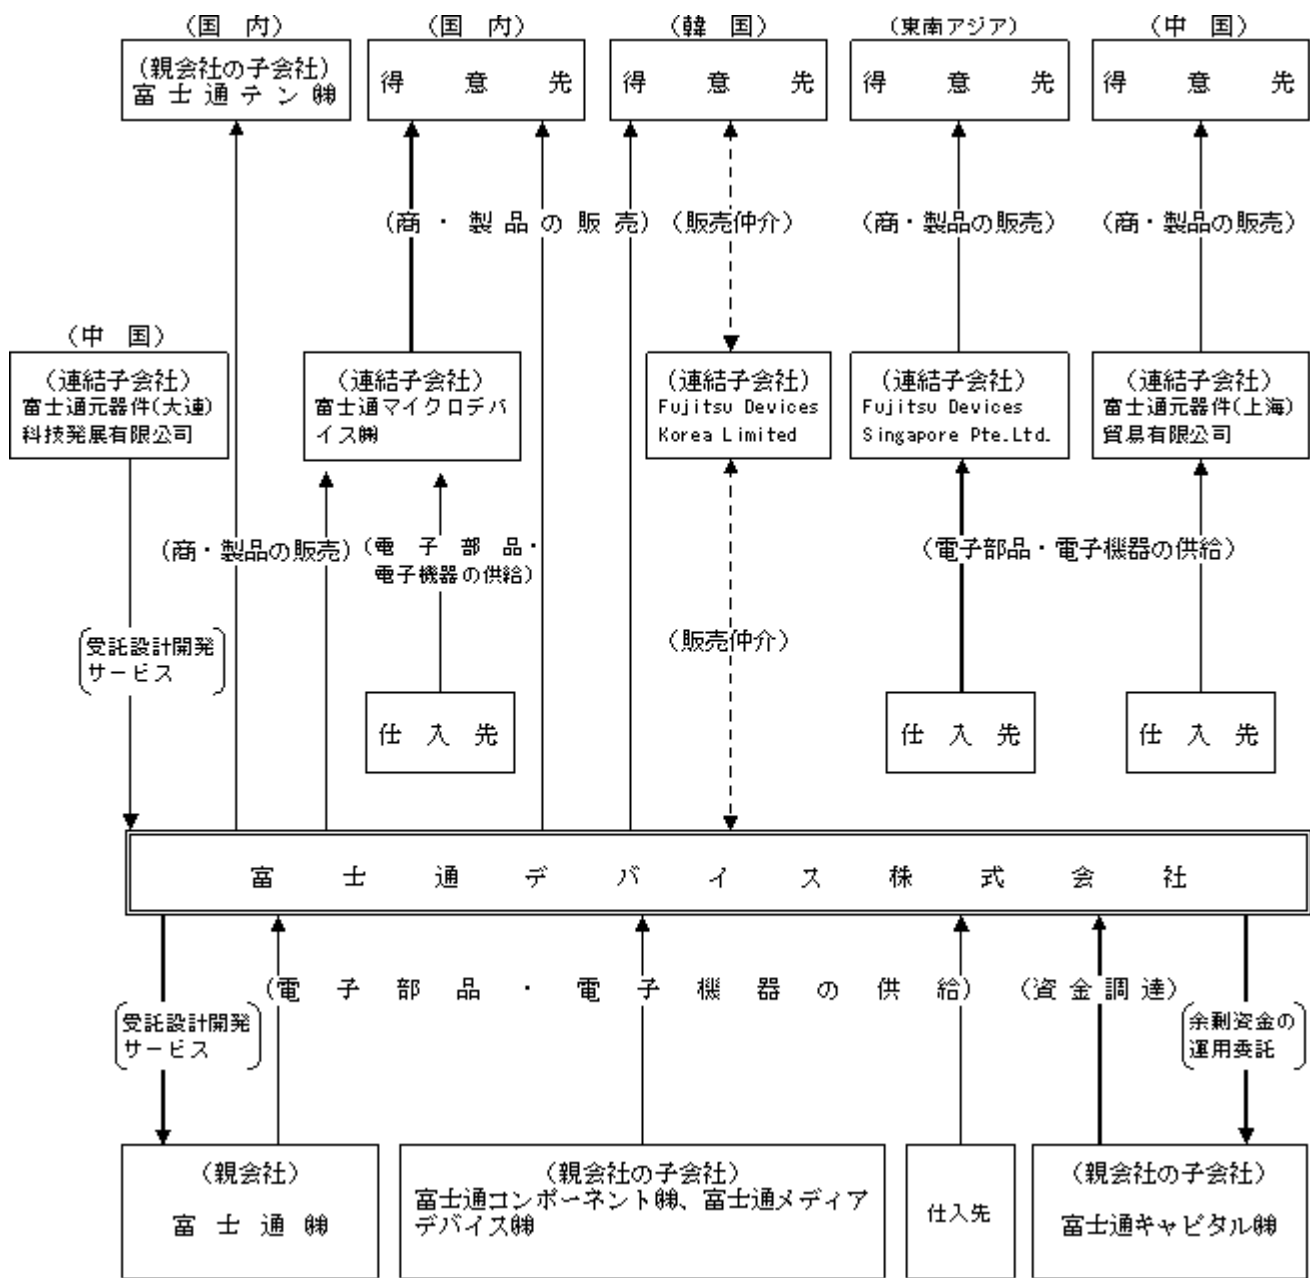 (国　内)
(国　内)
(韓　国)
(東南アジア)
(中　国)
(親会社の子会社)
富士通テン㈱
得　意　先
得　意　先
得　意　先
得　意　先
(商・製品の販売)
(販売仲介)
(商・製品の販売)
(商・製品の販売)
(中　国)
(連結子会社)
富士通元器件(大連)
科技発展有限公司
(連結子会社)
富士通マイクロデバ
イス㈱
(連結子会社)
Fujitsu Devices
Korea Limited
(連結子会社)
Fujitsu Devices
Singapore Pte.Ltd.
(連結子会社)
富士通元器件(上海)
貿易有限公司
(商・製品の販売)
(電子部品・
電子機器の供給)
(電子部品・電子機器の供給)
受託設計開発
サービス
(販売仲介)
仕　入　先
仕　入　先
仕　入　先
富士通デバイス株式会社
(電子部品・電子機器の供給)
(資金調達)
受託設計開発
サービス
余剰資金の
運用委託
(親会社)
富士通㈱
(親会社の子会社)
富士通コンポーネント㈱、富士通メディア
デバイス㈱
仕入先
(親会社の子会社)
富士通キャピタル㈱